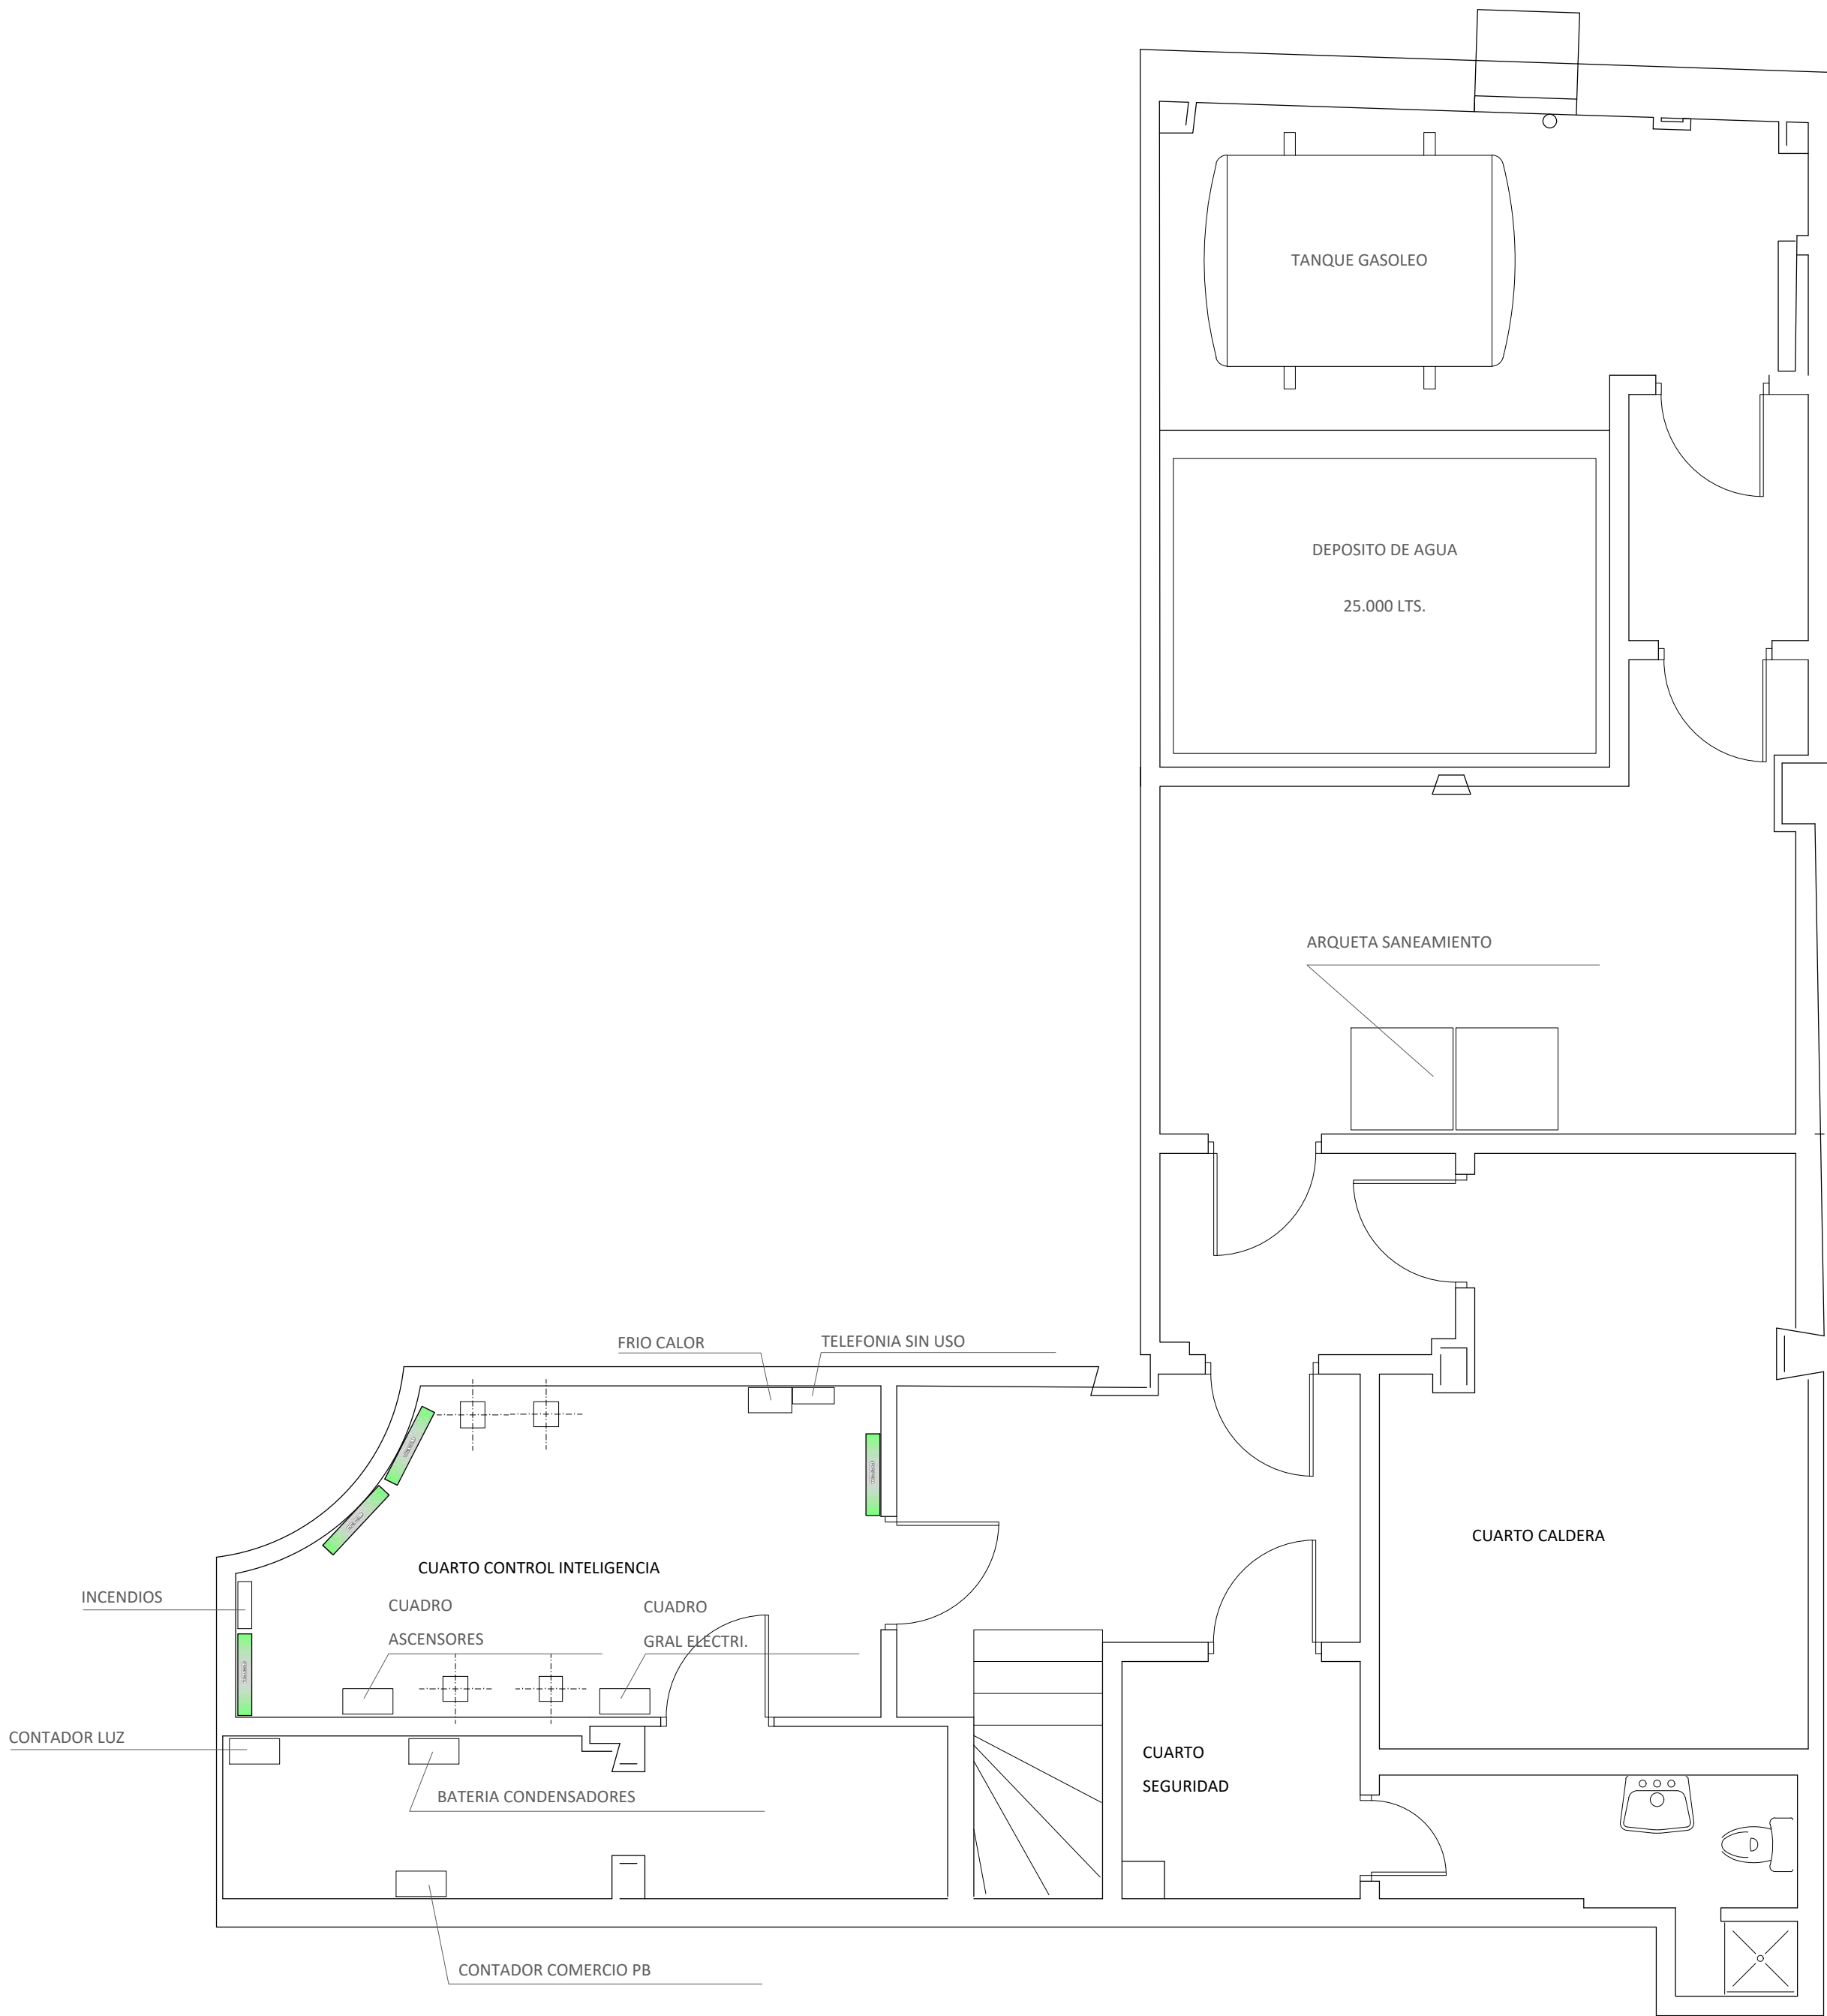 TANQUE GASOLEO
DEPOSITO DE AGUA
25.000 LTS.
ARQUETA SANEAMIENTO
FRIO CALOR
TELEFONIA SIN USO
CUARTO CALDERA
CUARTO CONTROL INTELIGENCIA
INCENDIOS
CUADRO
ASCENSORES
CUADRO
GRAL ELECTRI.
CONTADOR LUZ
CUARTO
SEGURIDAD
BATERIA CONDENSADORES
CONTADOR COMERCIO PB